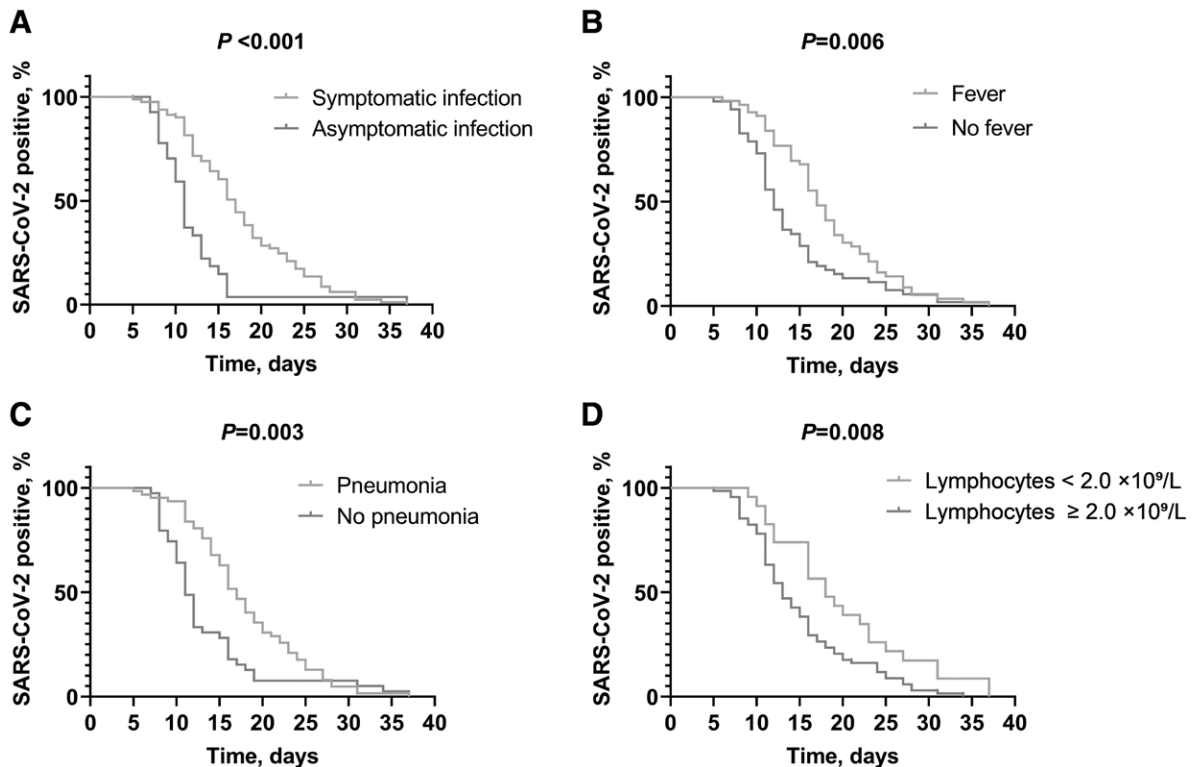 A
P <0.001
SARS-CoV-2 positive, %
100
50
0
Symptomatic infection
Asymptomatic infection
0 5 10 15 20 25 30 35 40
Time, days
B
P=0.006
SARS-CoV-2 positive, %
100
50
0
Fever
No fever
0 5 10 15 20 25 30 35 40
Time, days
C
P=0.003
SARS-CoV-2 positive, %
100
50
0
Pneumonia
No pneumonia
0 5 10 15 20 25 30 35 40
Time, days
D
P=0.008
SARS-CoV-2 positive, %
100
50
0
Lymphocytes < 2.0 ×10⁹/L
Lymphocytes ≥ 2.0 ×10⁹/L
0 5 10 15 20 25 30 35 40
Time, days